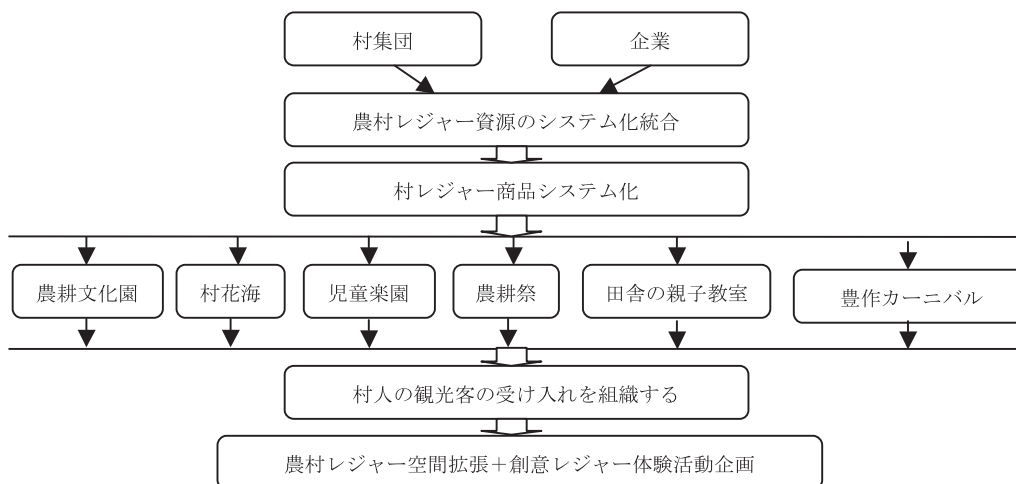 村集団
企業
農村レジャー資源のシステム化統合
村レジャー商品システム化
農耕文化園
村花海
児童楽園
農耕祭
田舎の親子教室
豊作カーニバル
村人の観光客の受け入れを組織する
農村レジャー空間拡張＋創意レジャー体験活動企画